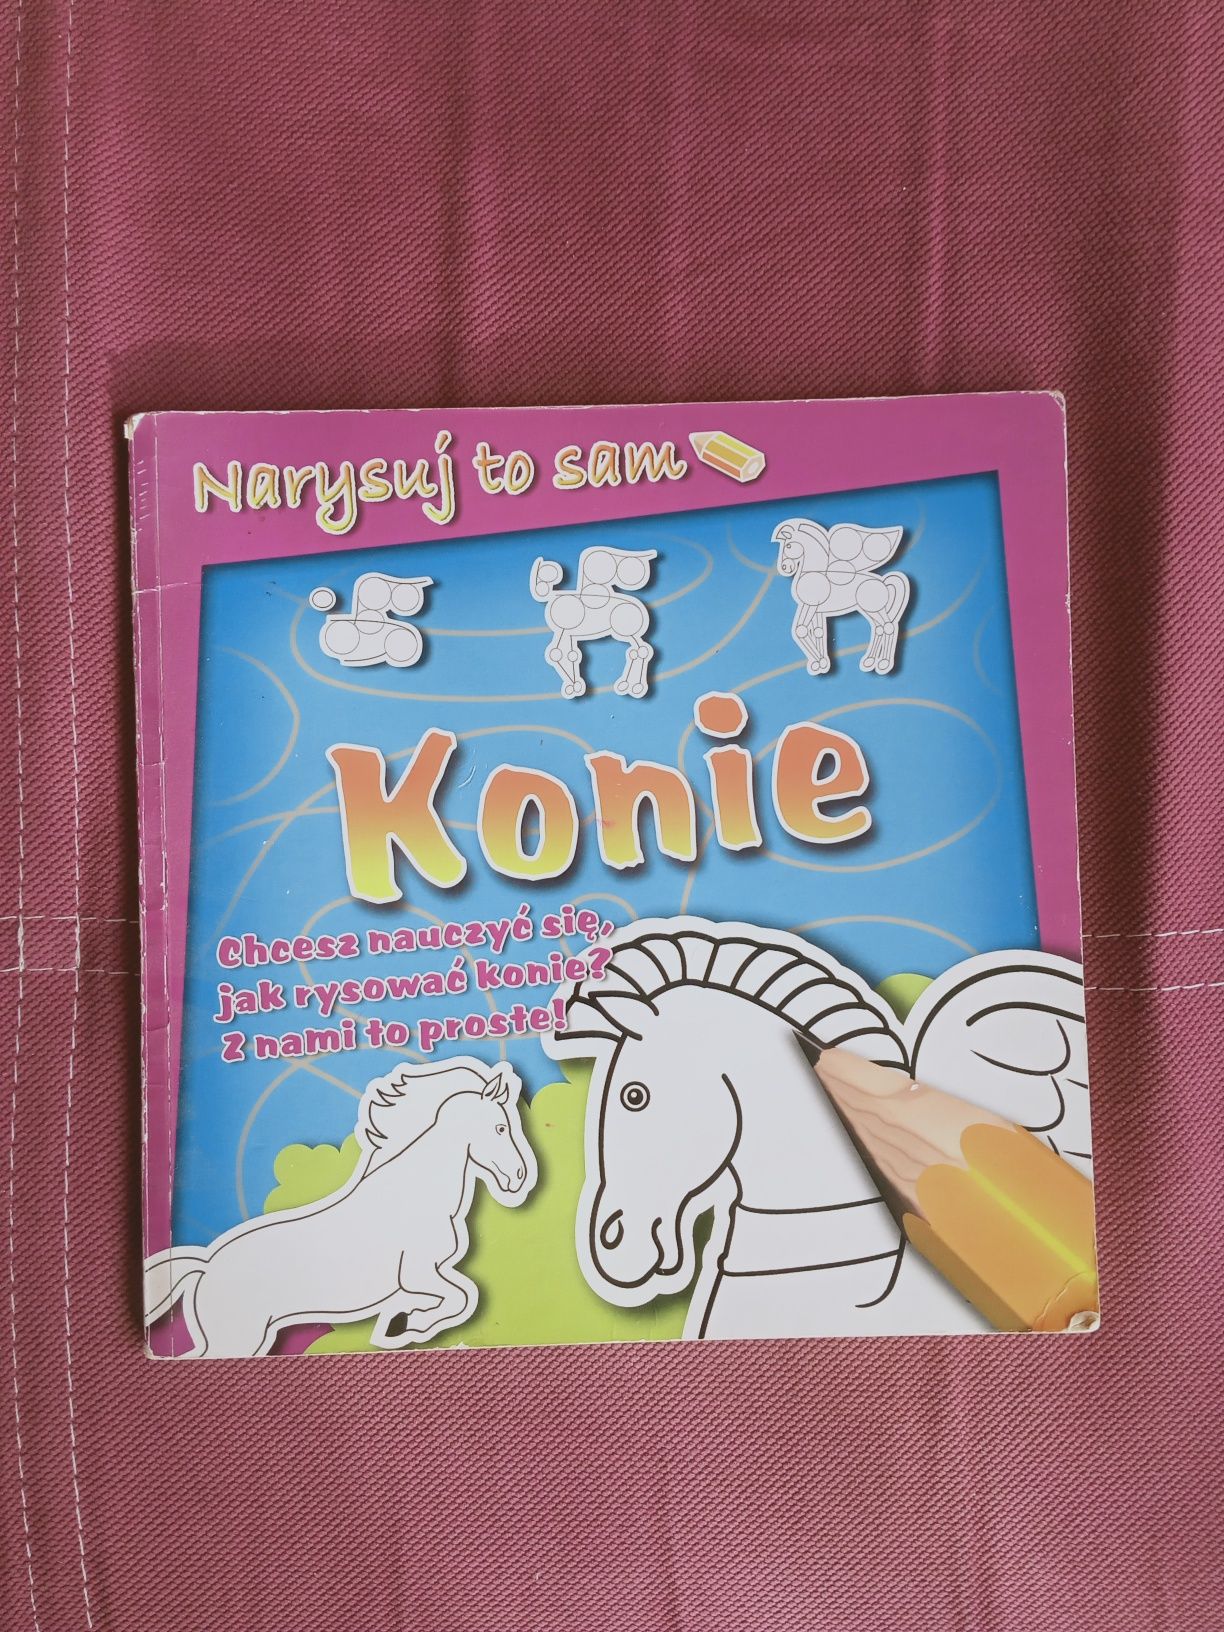 Narysuj to sam
Konie
Chcesz nauczyć się,
jak rysować konie?
Z nami to proste!